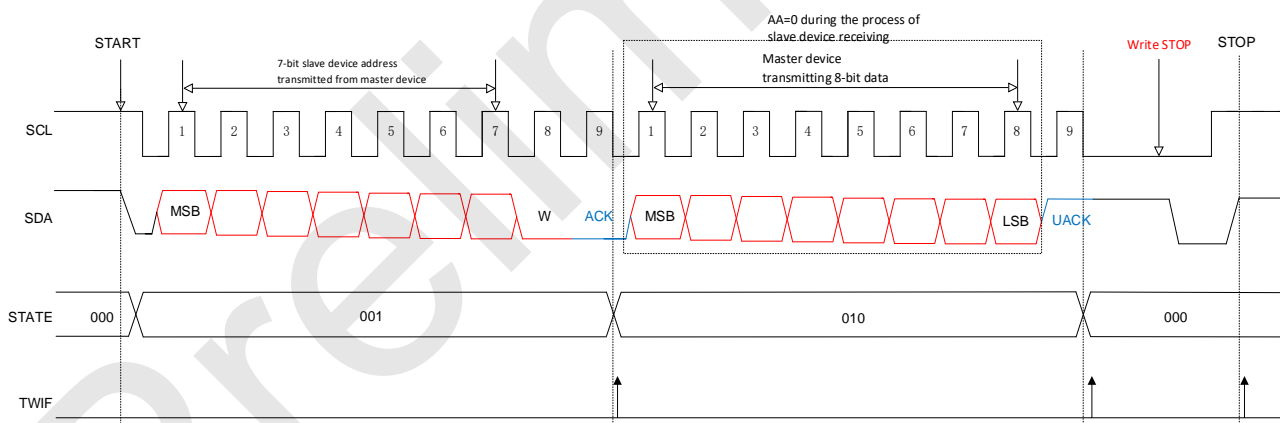 AA=0 during the process of
slave device receiving
START
7-bit slave device address
transmitted from master device
Master device
transmitting 8-bit data
Write STOP
STOP
SCL
1 2 3 4 5 6 7 8 9 1 2 3 4 5 6 7 8 9
SDA
MSB W ACK MSB LSB UACK
STATE
000 001 010 000
TWIF
Prelim